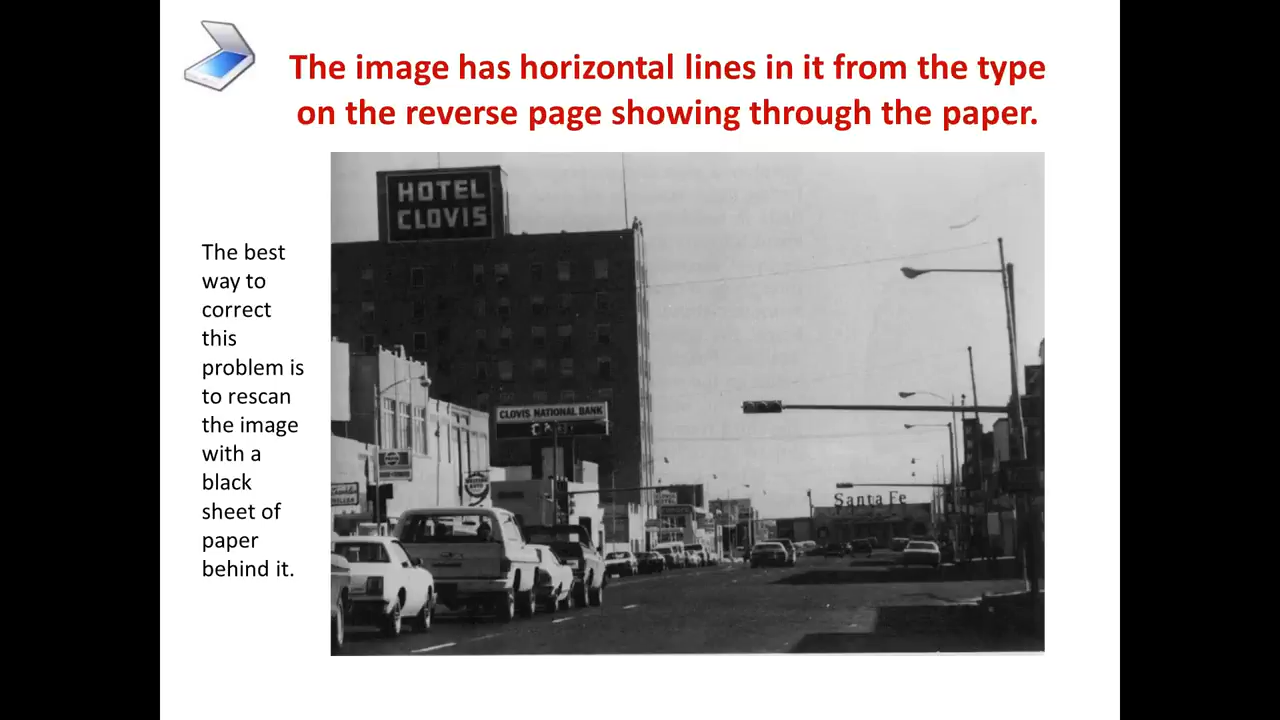 The image has horizontal lines in it from the type
on the reverse page showing through the paper.
The best
way to
correct
this
problem is
to rescan
the image
with a
black
sheet of
paper
behind it.
HOTEL
CLOVIS
CLOVIS NATIONAL BANK
Santa Fe